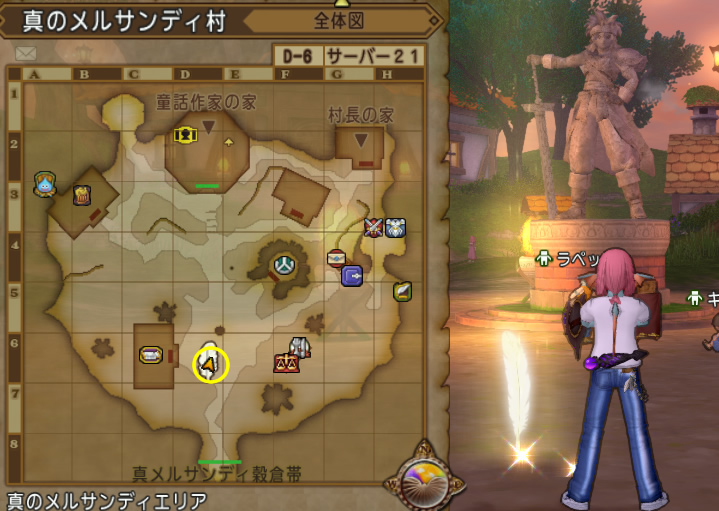 真のメルサンディ村
全体図
D-6 サーバー21
A B C D E F G H
1
2
3
4
5
6
7
8
童話作家の家
村長の家
真メルサンディ穀倉帯
真のメルサンディエリア
ラペッ
キ